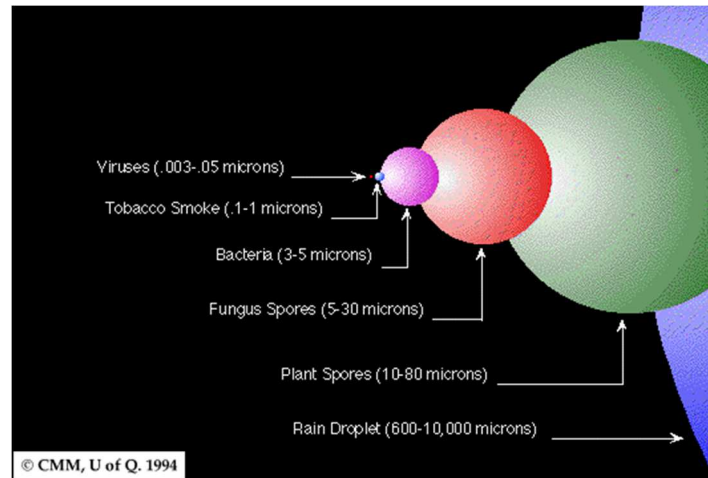 Viruses (.003-.05 microns)
Tobacco Smoke (.1-1 microns)
Bacteria (3-5 microns)
Fungus Spores (5-30 microns)
Plant Spores (10-80 microns)
Rain Droplet (600-10,000 microns)
© CMM, U of Q. 1994